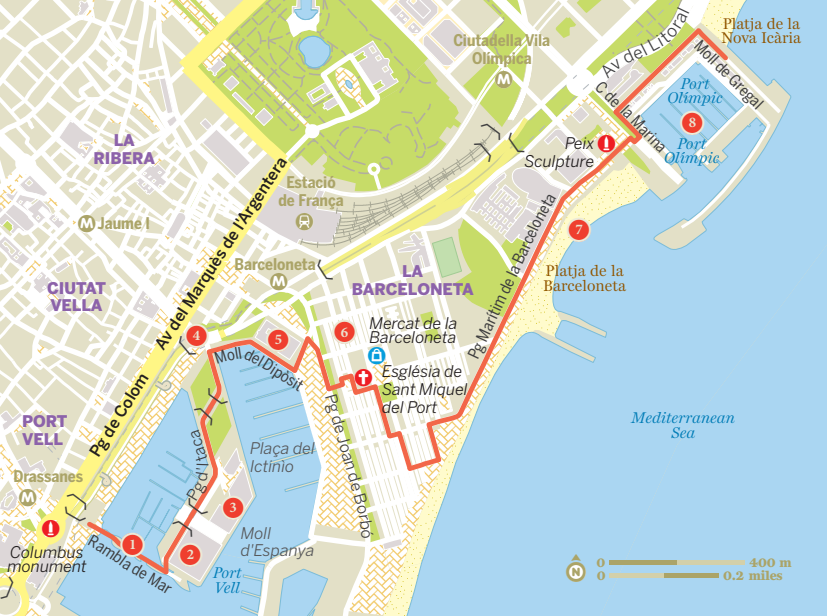 Platja de la
Nova Icària
Av del Litoral
Ciutadella Vila
Olímpica
M
Moll de Gregal
Port
Olímpic
C de la Marina
8
Port
Olímpic
Peix
Sculpture
LA
RIBERA
Estació
de França
M Jaume I
Av del Marquès de l'Argentera
7
Barceloneta
M
LA
BARCELONETA
Platja de la
Barceloneta
CIUTAT
VELLA
Pg Marítim de la Barceloneta
4
5
6
Mercat de la
Barceloneta
Moll del Dipòsit
Església de
Sant Miquel
del Port
Pg de Colom
PORT
VELL
Pg de Joan de Borbó
Mediterranean
Sea
Pg d'Itaca
Plaça del
Ictínio
Drassanes
M
3
Columbus
monument
1
2
Rambla de Mar
Moll
d'Espanya
Port
Vell
N
0 400 m
0 0.2 miles